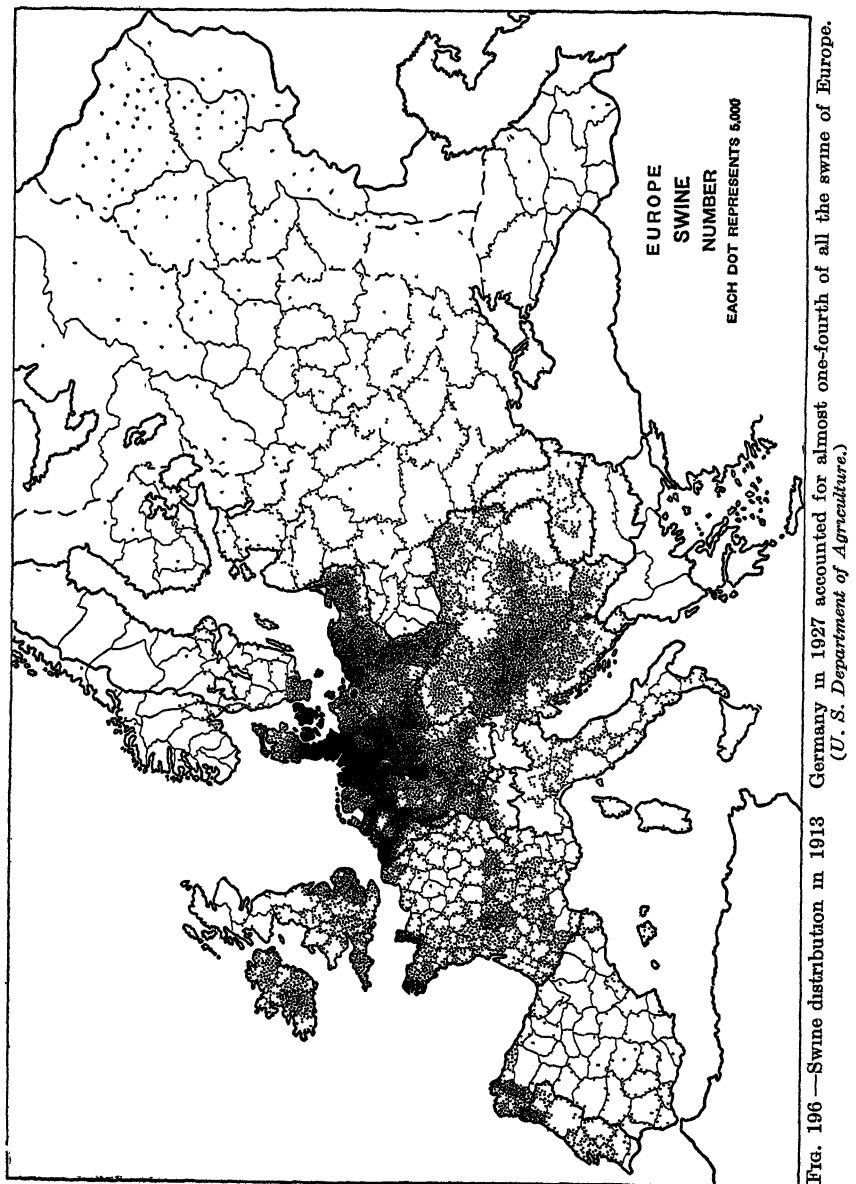 EUROPE
SWINE
NUMBER
EACH DOT REPRESENTS 5,000
FIG. 196 —Swine distribution in 1913 Germany in 1927 accounted for almost one-fourth of all the swine of Europe.
(U. S. Department of Agriculture.)